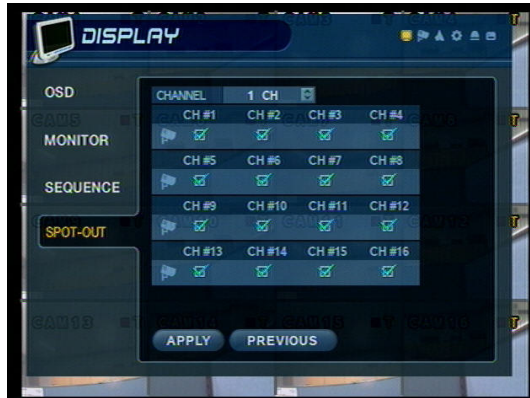 DISPLAY
OSD
MONITOR
SEQUENCE
SPOT-OUT
CHANNEL 1 CH
CH #1 CH #2 CH #3 CH #4
CH #5 CH #6 CH #7 CH #8
CH #9 CH #10 CH #11 CH #12
CH #13 CH #14 CH #15 CH #16
CAM13
APPLY PREVIOUS